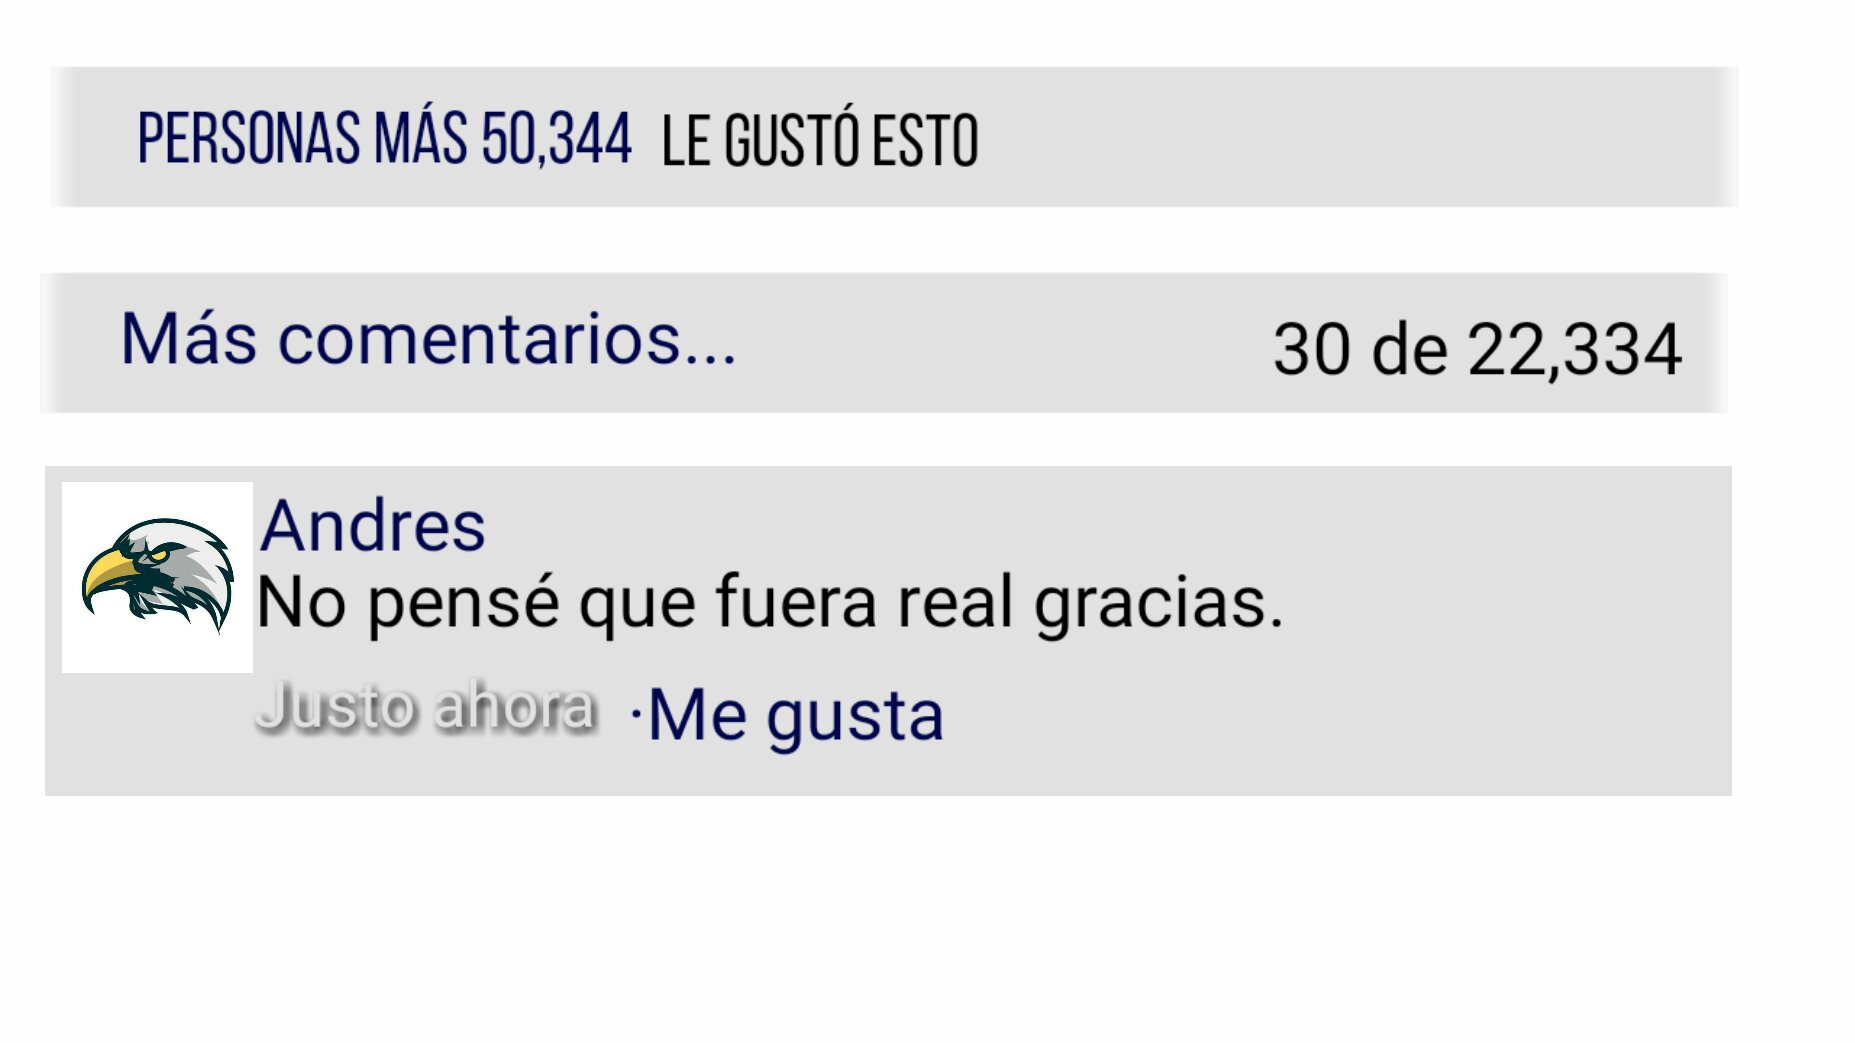 PERSONAS MÁS 50,344 LE GUSTÓ ESTO
Más comentarios... 30 de 22,334
Andres
No pensé que fuera real gracias.
Justo ahora ·Me gusta